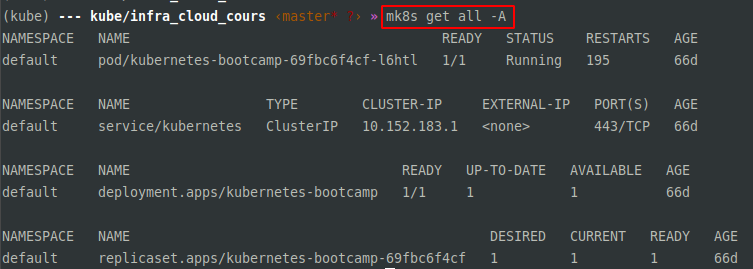 (kube) --- kube/infra_cloud_cours ‹master* ?› » mk8s get all -A
NAMESPACE NAME READY STATUS RESTARTS AGE
default pod/kubernetes-bootcamp-69fbc6f4cf-l6htl 1/1 Running 195 66d
NAMESPACE NAME TYPE CLUSTER-IP EXTERNAL-IP PORT(S) AGE
default service/kubernetes ClusterIP 10.152.183.1 <none> 443/TCP 66d
NAMESPACE NAME READY UP-TO-DATE AVAILABLE AGE
default deployment.apps/kubernetes-bootcamp 1/1 1 1 66d
NAMESPACE NAME DESIRED CURRENT READY AGE
default replicaset.apps/kubernetes-bootcamp-69fbc6f4cf 1 1 1 66d